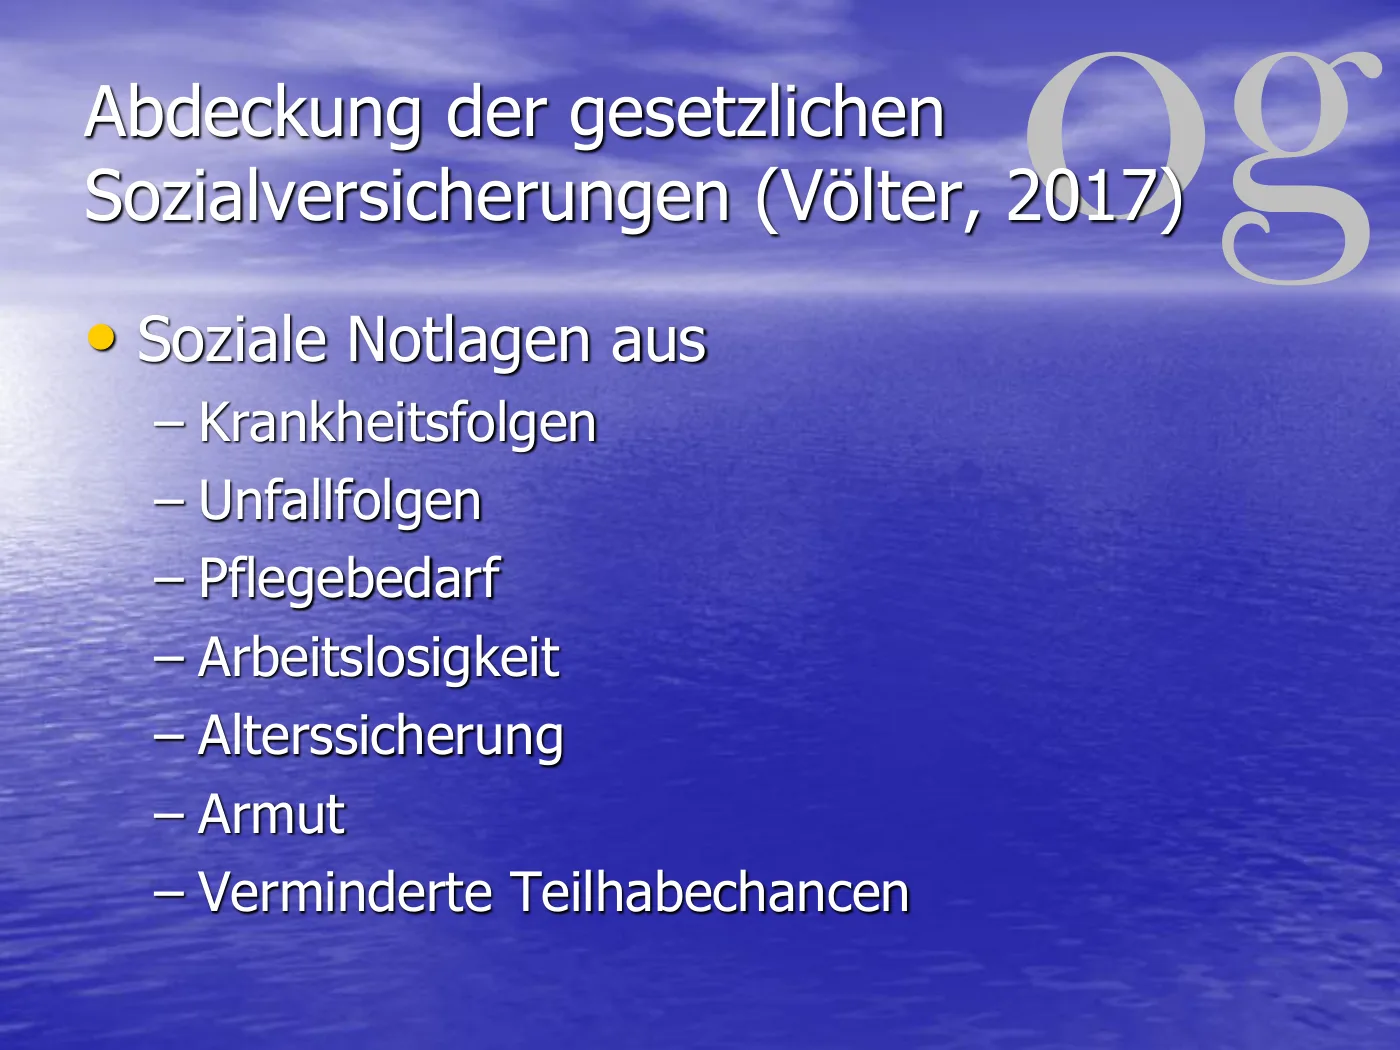 og
Abdeckung der gesetzlichen
Sozialversicherungen (Völter, 2017)
• Soziale Notlagen aus
– Krankheitsfolgen
– Unfallfolgen
– Pflegebedarf
– Arbeitslosigkeit
– Alterssicherung
– Armut
– Verminderte Teilhabechancen